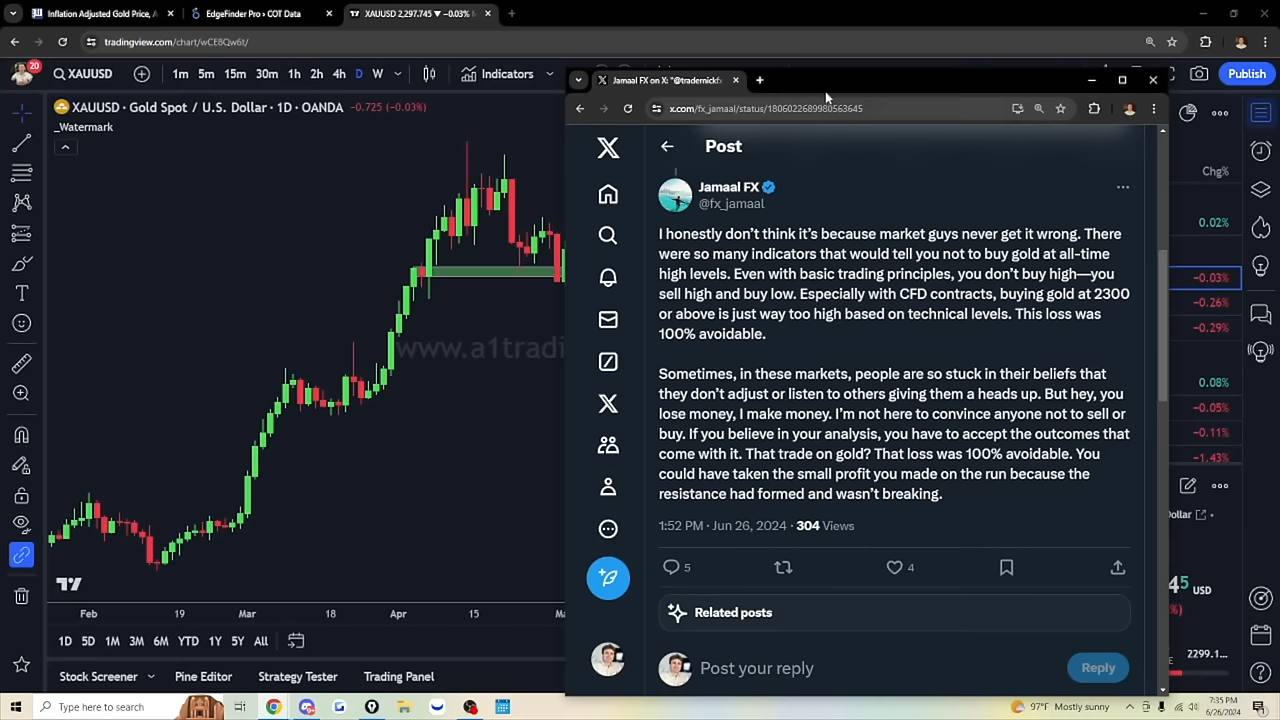 Inflation Adjusted Gold Price, A
EdgeFinder Pro › COT Data
XAUUSD 2,297.745 ▼ −0.03%
tradingview.com/chart/wCE8Qw6t/
20
XAUUSD
1m 5m 15m 30m 1h 2h 4h D W
Indicators
Publish
XAUUSD · Gold Spot / U.S. Dollar · 1D · OANDA −0.725 (−0.03%)
_Watermark
Jamaal FX on X: "@tradernickfx
x.com/fx_jamaal/status/1806022689980563645
Post
Chg%
Jamaal FX
@fx_jamaal
I honestly don't think it's because market guys never get it wrong. There
were so many indicators that would tell you not to buy gold at all-time
high levels. Even with basic trading principles, you don't buy high—you
sell high and buy low. Especially with CFD contracts, buying gold at 2300
or above is just way too high based on technical levels. This loss was
100% avoidable.
Sometimes, in these markets, people are so stuck in their beliefs that
they don't adjust or listen to others giving them a heads up. But hey, you
lose money, I make money. I'm not here to convince anyone not to sell or
buy. If you believe in your analysis, you have to accept the outcomes that
come with it. That trade on gold? That loss was 100% avoidable. You
could have taken the small profit you made on the run because the
resistance had formed and wasn't breaking.
1:52 PM · Jun 26, 2024 · 304 Views
5
4
Related posts
Post your reply
Reply
0.02%
−0.03%
−0.26%
−0.29%
0.08%
−0.05%
−0.11%
−1.43%
Dollar
45 USD
2299.1...
www.a1tradi
Feb 19 Mar 18 Apr 15
1D 5D 1M 3M 6M YTD 1Y 5Y All
Stock Screener Pine Editor Strategy Tester Trading Panel
Type here to search
97°F Mostly sunny
7:35 PM
6/26/2024